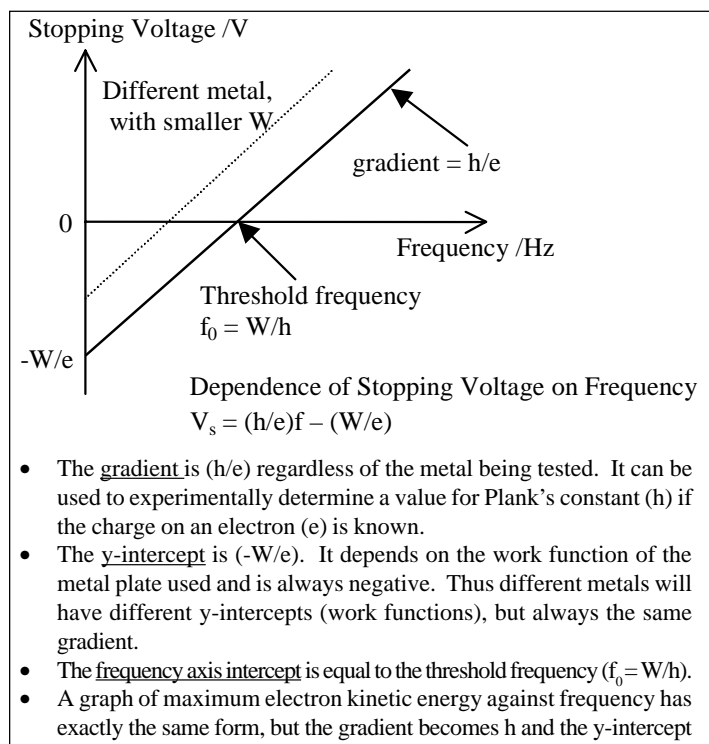 Stopping Voltage /V
Different metal,
with smaller W
gradient = h/e
0
Frequency /Hz
Threshold frequency
f₀ = W/h
-W/e
Dependence of Stopping Voltage on Frequency
Vₛ = (h/e)f – (W/e)
• The gradient is (h/e) regardless of the metal being tested. It can be
used to experimentally determine a value for Plank's constant (h) if
the charge on an electron (e) is known.
• The y-intercept is (-W/e). It depends on the work function of the
metal plate used and is always negative. Thus different metals will
have different y-intercepts (work functions), but always the same
gradient.
• The frequency axis intercept is equal to the threshold frequency (f₀= W/h).
• A graph of maximum electron kinetic energy against frequency has
exactly the same form, but the gradient becomes h and the y-intercept